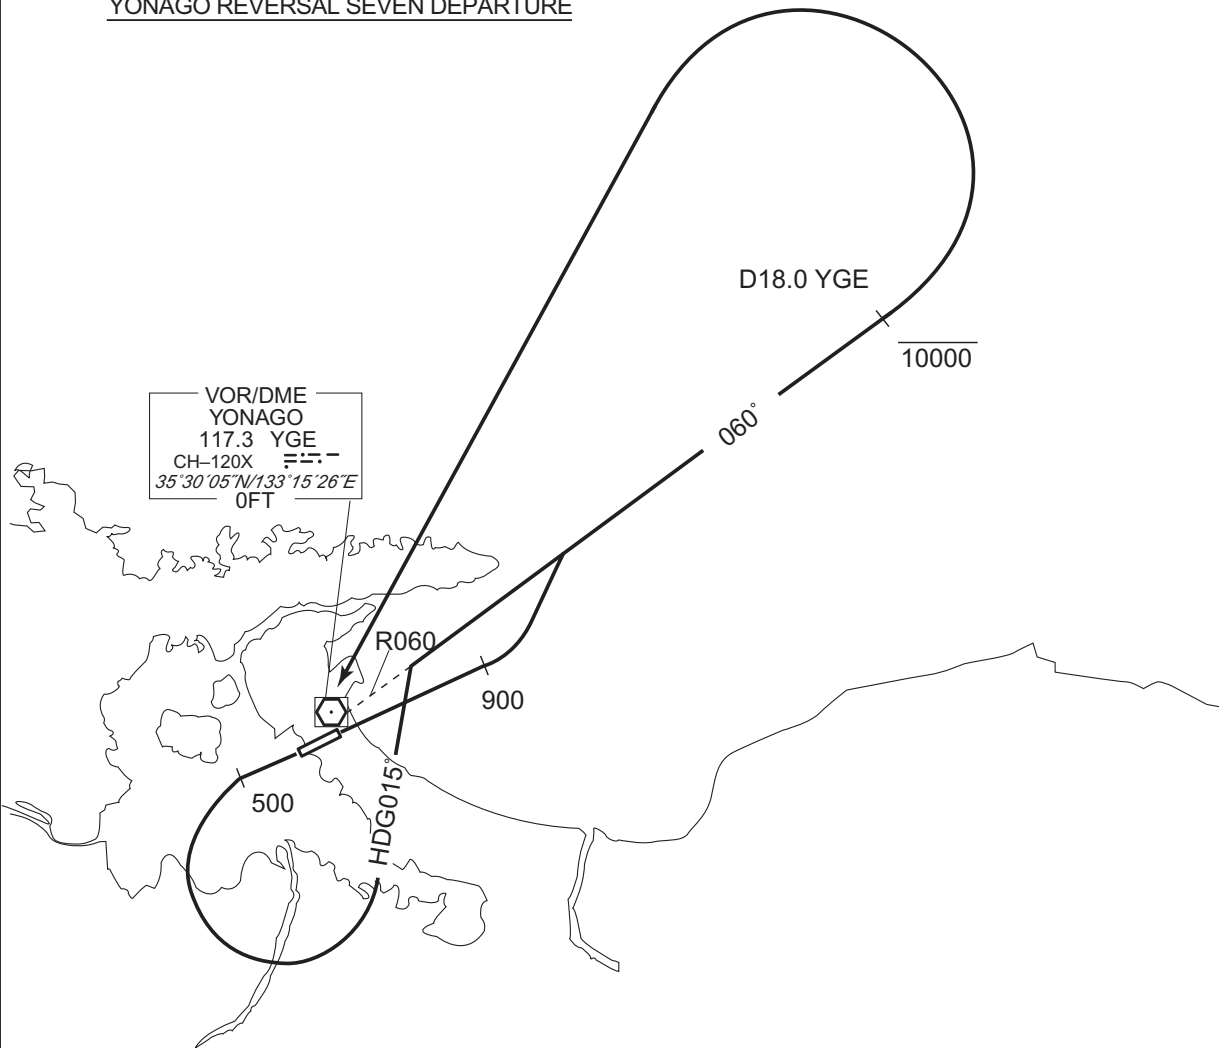 YONAGO REVERSAL SEVEN DEPARTURE
D18.0 YGE
10000
060°
VOR/DME
YONAGO
117.3 YGE
CH–120X
35°30´05˝N/133°15´26˝E
0FT
R060
900
500
HDG015°